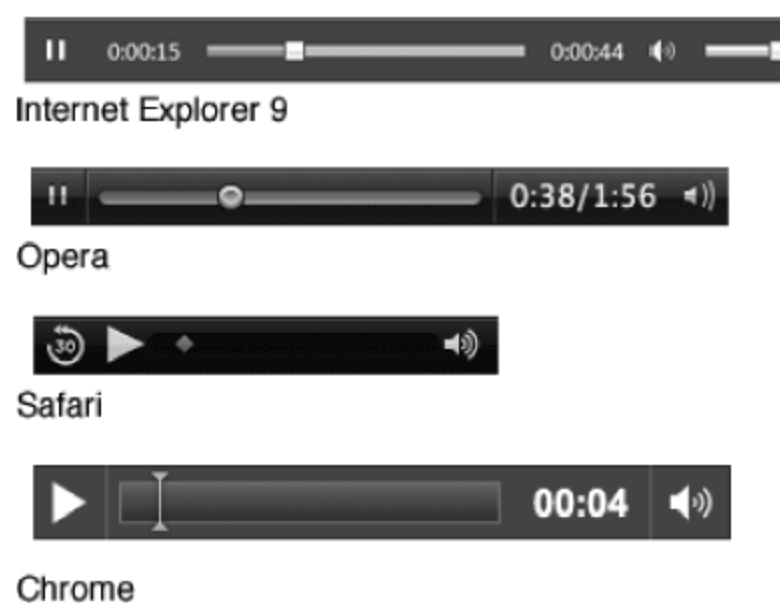 0:00:15 0:00:44
Internet Explorer 9
0:38/1:56
Opera
30
Safari
00:04
Chrome